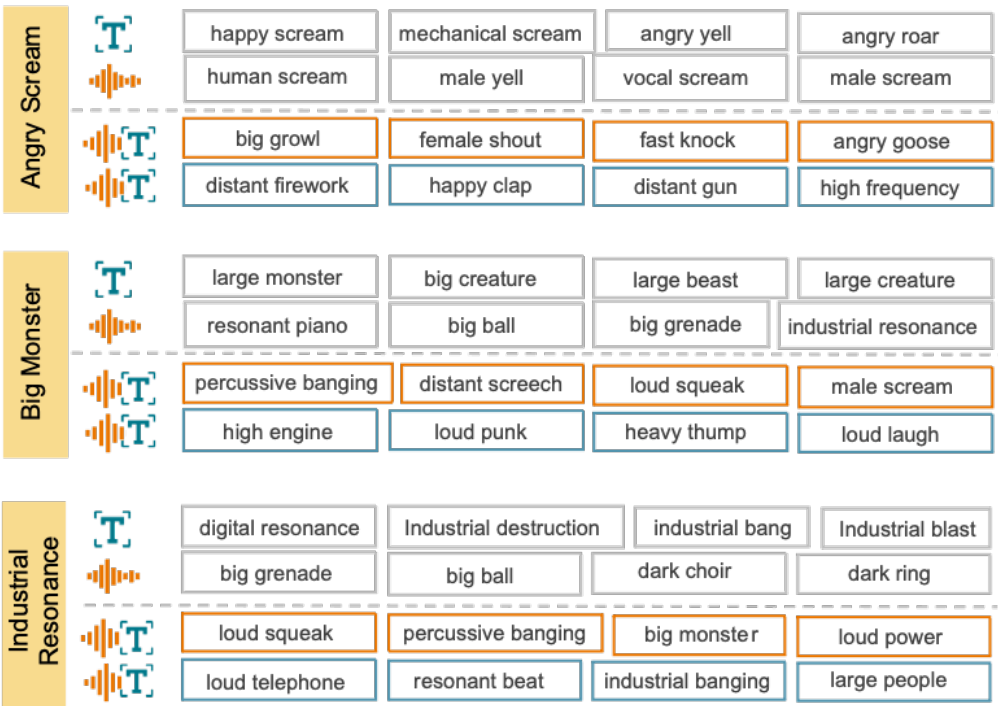 Angry Scream
T happy scream mechanical scream angry yell angry roar
human scream male yell vocal scream male scream
T big growl female shout fast knock angry goose
T distant firework happy clap distant gun high frequency
Big Monster
T large monster big creature large beast large creature
resonant piano big ball big grenade industrial resonance
T percussive banging distant screech loud squeak male scream
T high engine loud punk heavy thump loud laugh
Industrial
Resonance
T digital resonance Industrial destruction industrial bang Industrial blast
big grenade big ball dark choir dark ring
T loud squeak percussive banging big monster loud power
T loud telephone resonant beat industrial banging large people